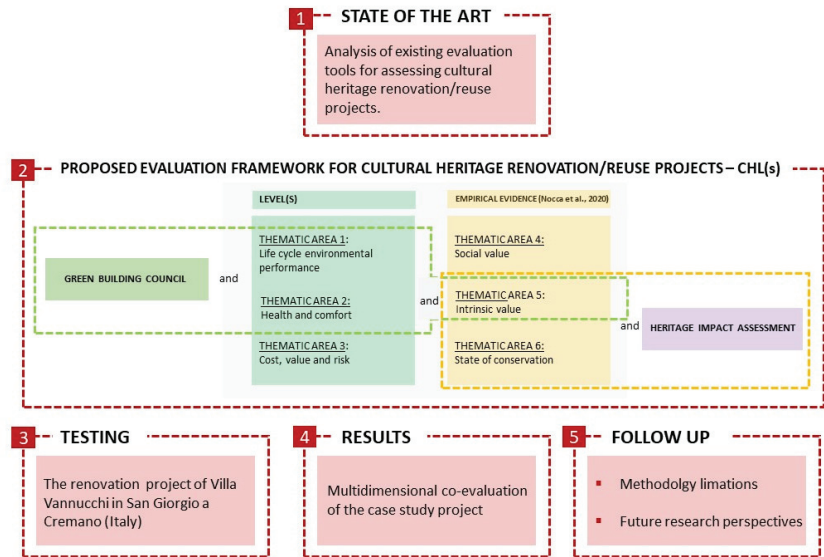 1 STATE OF THE ART
Analysis of existing evaluation
tools for assessing cultural
heritage renovation/reuse
projects.
2 PROPOSED EVALUATION FRAMEWORK FOR CULTURAL HERITAGE RENOVATION/REUSE PROJECTS – CHL(s)
LEVEL(S)
THEMATIC AREA 1:
Life cycle environmental
performance
THEMATIC AREA 2:
Health and comfort
THEMATIC AREA 3:
Cost, value and risk
GREEN BUILDING COUNCIL
and
and
EMPIRICAL EVIDENCE (Nocca et al., 2020)
THEMATIC AREA 4:
Social value
THEMATIC AREA 5:
Intrinsic value
THEMATIC AREA 6:
State of conservation
and
HERITAGE IMPACT ASSESSMENT
3 TESTING
The renovation project of Villa
Vannucchi in San Giorgio a
Cremano (Italy)
4 RESULTS
Multidimensional co-evaluation
of the case study project
5 FOLLOW UP
▪ Methodolgy limations
▪ Future research perspectives